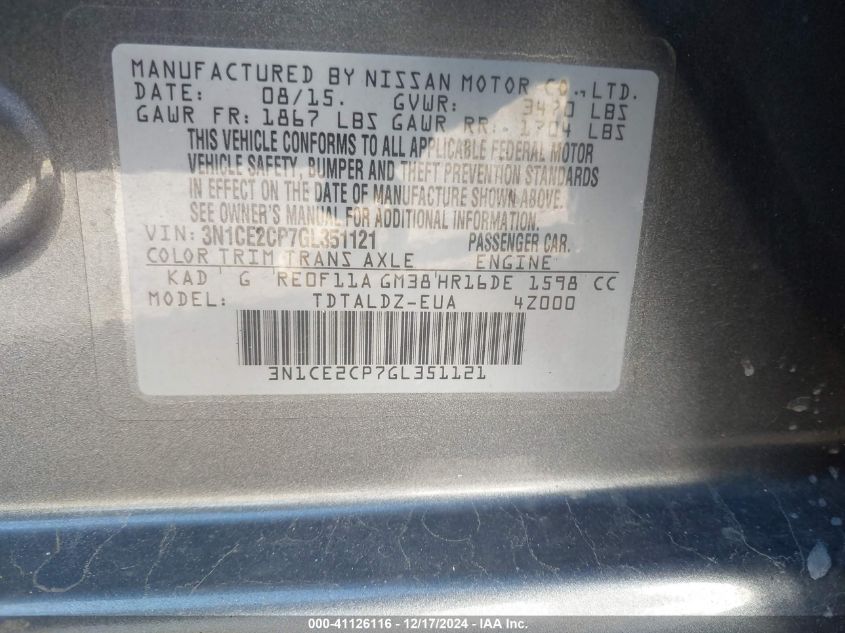 MANUFACTURED BY NISSAN MOTOR CO., LTD.
DATE: 08/15. GVWR: 3470 LBS
GAWR FR: 1867 LBS GAWR RR: 1704 LBS
THIS VEHICLE CONFORMS TO ALL APPLICABLE FEDERAL MOTOR
VEHICLE SAFETY, BUMPER AND THEFT PREVENTION STANDARDS
IN EFFECT ON THE DATE OF MANUFACTURE SHOWN ABOVE.
SEE OWNER'S MANUAL FOR ADDITIONAL INFORMATION.
VIN: 3N1CE2CP7GL351121 PASSENGER CAR.
COLOR TRIM TRANS AXLE ENGINE
KAD G RE0F11A GM38 HR16DE 1598 CC
MODEL: TDTALDZ-EUA 4Z000
3N1CE2CP7GL351121
000-41126116 - 12/17/2024 - IAA Inc.